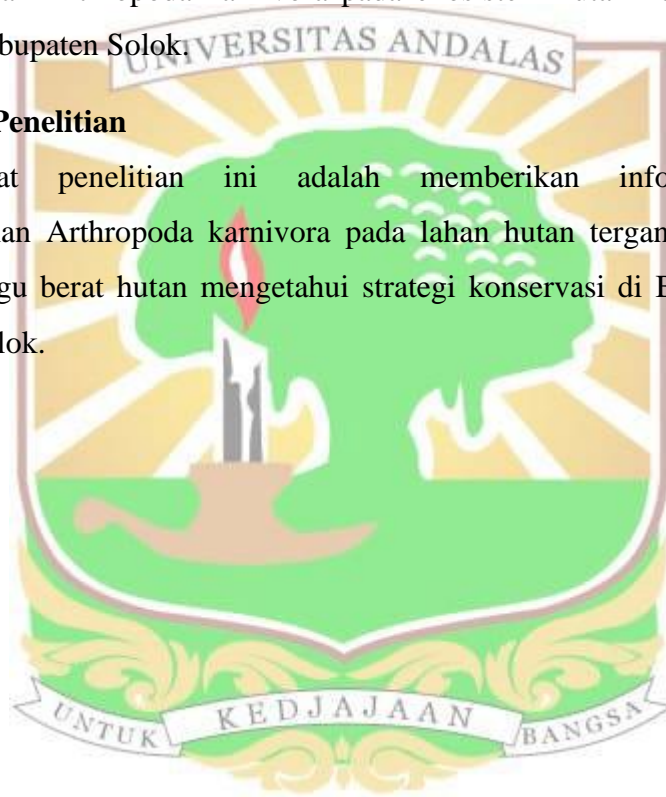 UNIVERSITAS ANDALAS
bupaten Solok.
Penelitian
at penelitian ini adalah memberikan info
an Arthropoda karnivora pada lahan hutan tergan
gu berat hutan mengetahui strategi konservasi di
lok.
UNTUK KEDJAJAAN BANGSA